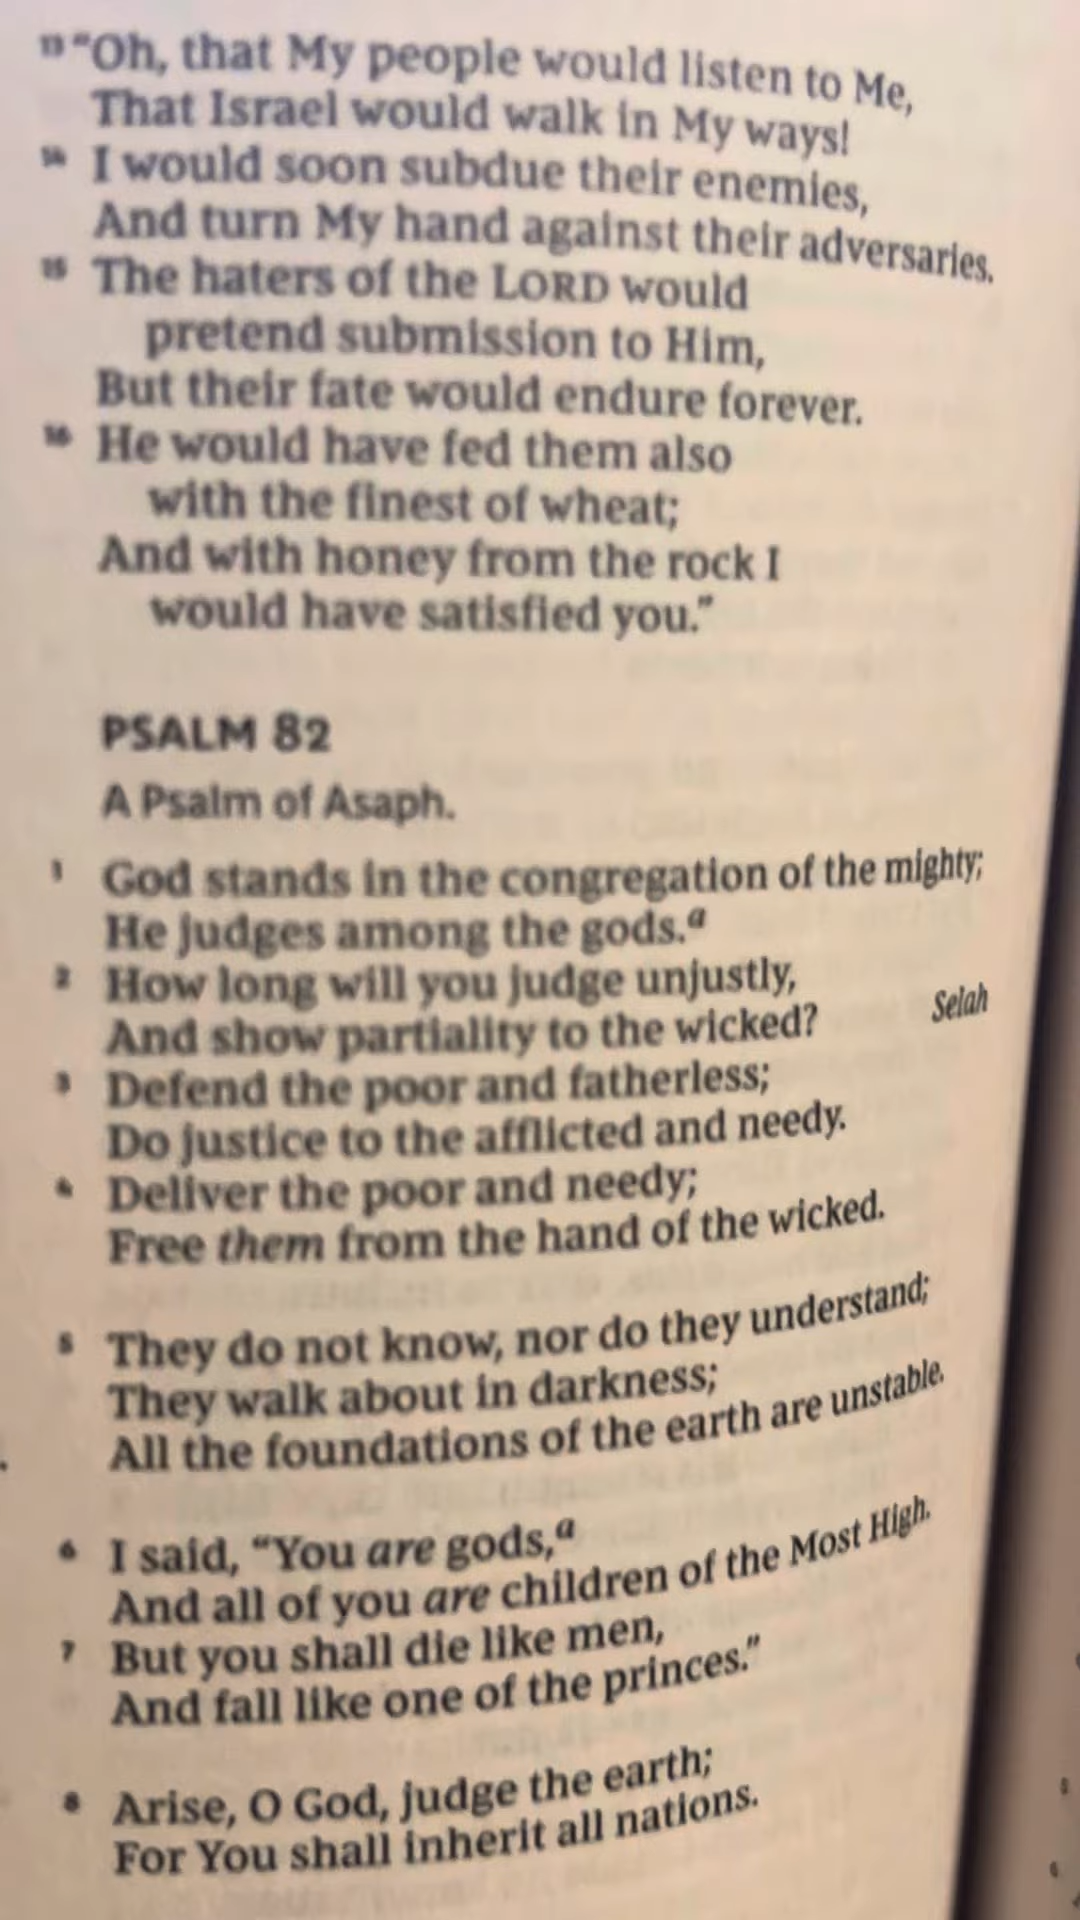 13 "Oh, that My people would listen to Me,
That Israel would walk in My ways!
14 I would soon subdue their enemies,
And turn My hand against their adversaries.
15 The haters of the LORD would
pretend submission to Him,
But their fate would endure forever.
16 He would have fed them also
with the finest of wheat;
And with honey from the rock I
would have satisfied you."
PSALM 82
A Psalm of Asaph.
1 God stands in the congregation of the mighty;
He judges among the gods.a
2 How long will you judge unjustly,
And show partiality to the wicked? Selah
3 Defend the poor and fatherless;
Do justice to the afflicted and needy.
4 Deliver the poor and needy;
Free them from the hand of the wicked.
5 They do not know, nor do they understand;
They walk about in darkness;
All the foundations of the earth are unstable.
6 I said, "You are gods,a
And all of you are children of the Most High.
7 But you shall die like men,
And fall like one of the princes."
8 Arise, O God, judge the earth;
For You shall inherit all nations.